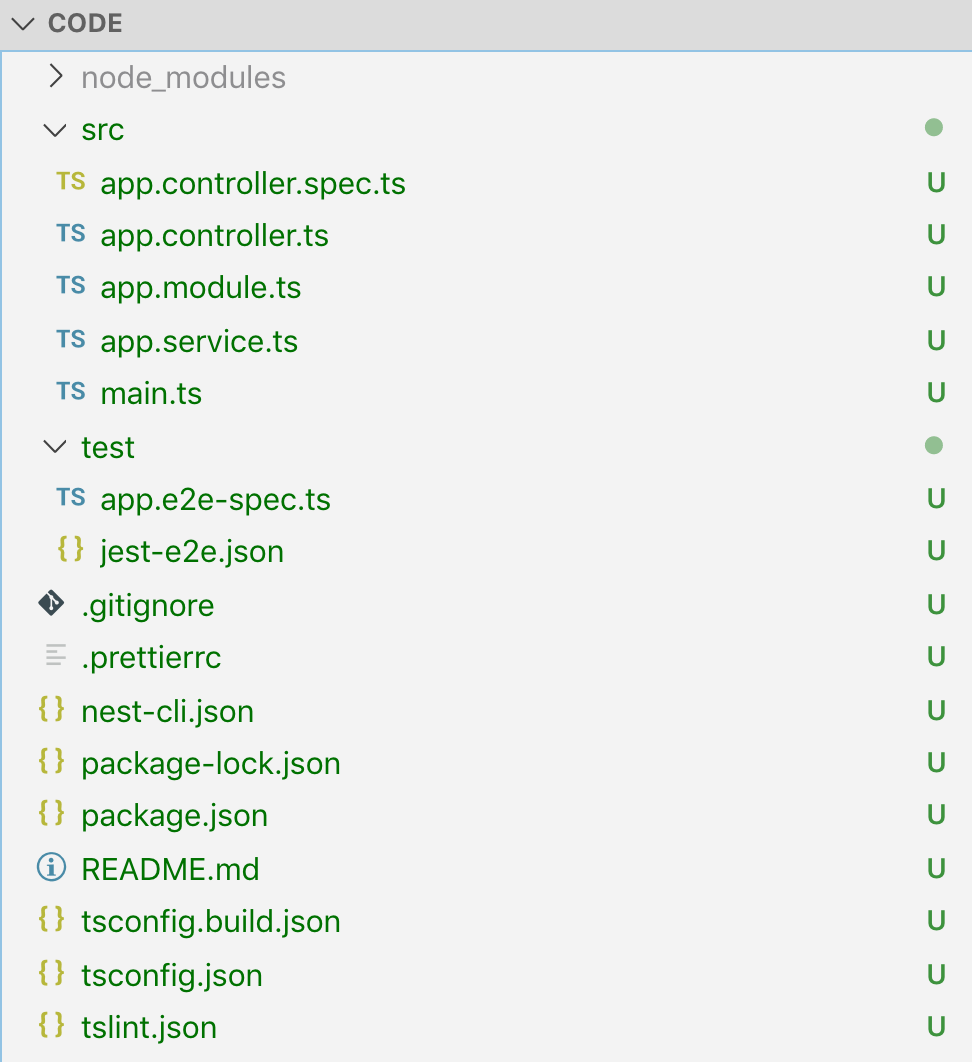 CODE
node_modules
src
TS app.controller.spec.ts U
TS app.controller.ts U
TS app.module.ts U
TS app.service.ts U
TS main.ts U
test
TS app.e2e-spec.ts U
{} jest-e2e.json U
.gitignore U
.prettierrc U
{} nest-cli.json U
{} package-lock.json U
{} package.json U
README.md U
{} tsconfig.build.json U
{} tsconfig.json U
{} tslint.json U